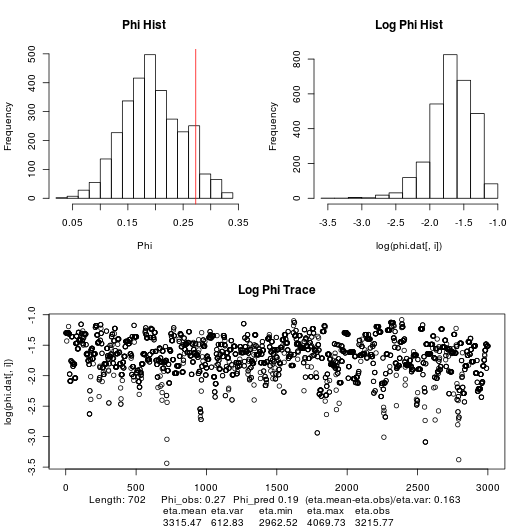 Phi Hist
Log Phi Hist
Frequency
0 100 200 300 400 500
0.05 0.15 0.25 0.35
Phi
Frequency
0 200 400 600 800
-3.5 -3.0 -2.5 -2.0 -1.5 -1.0
log(phi.dat[, i])
Log Phi Trace
log(phi.dat[, i])
-3.5 -3.0 -2.5 -2.0 -1.5 -1.0
0 500 1000 1500 2000 2500 3000
Length: 702 Phi_obs: 0.27 Phi_pred 0.19 (eta.mean-eta.obs)/eta.var: 0.163
eta.mean eta.var eta.min eta.max eta.obs
3315.47 612.83 2962.52 4069.73 3215.77